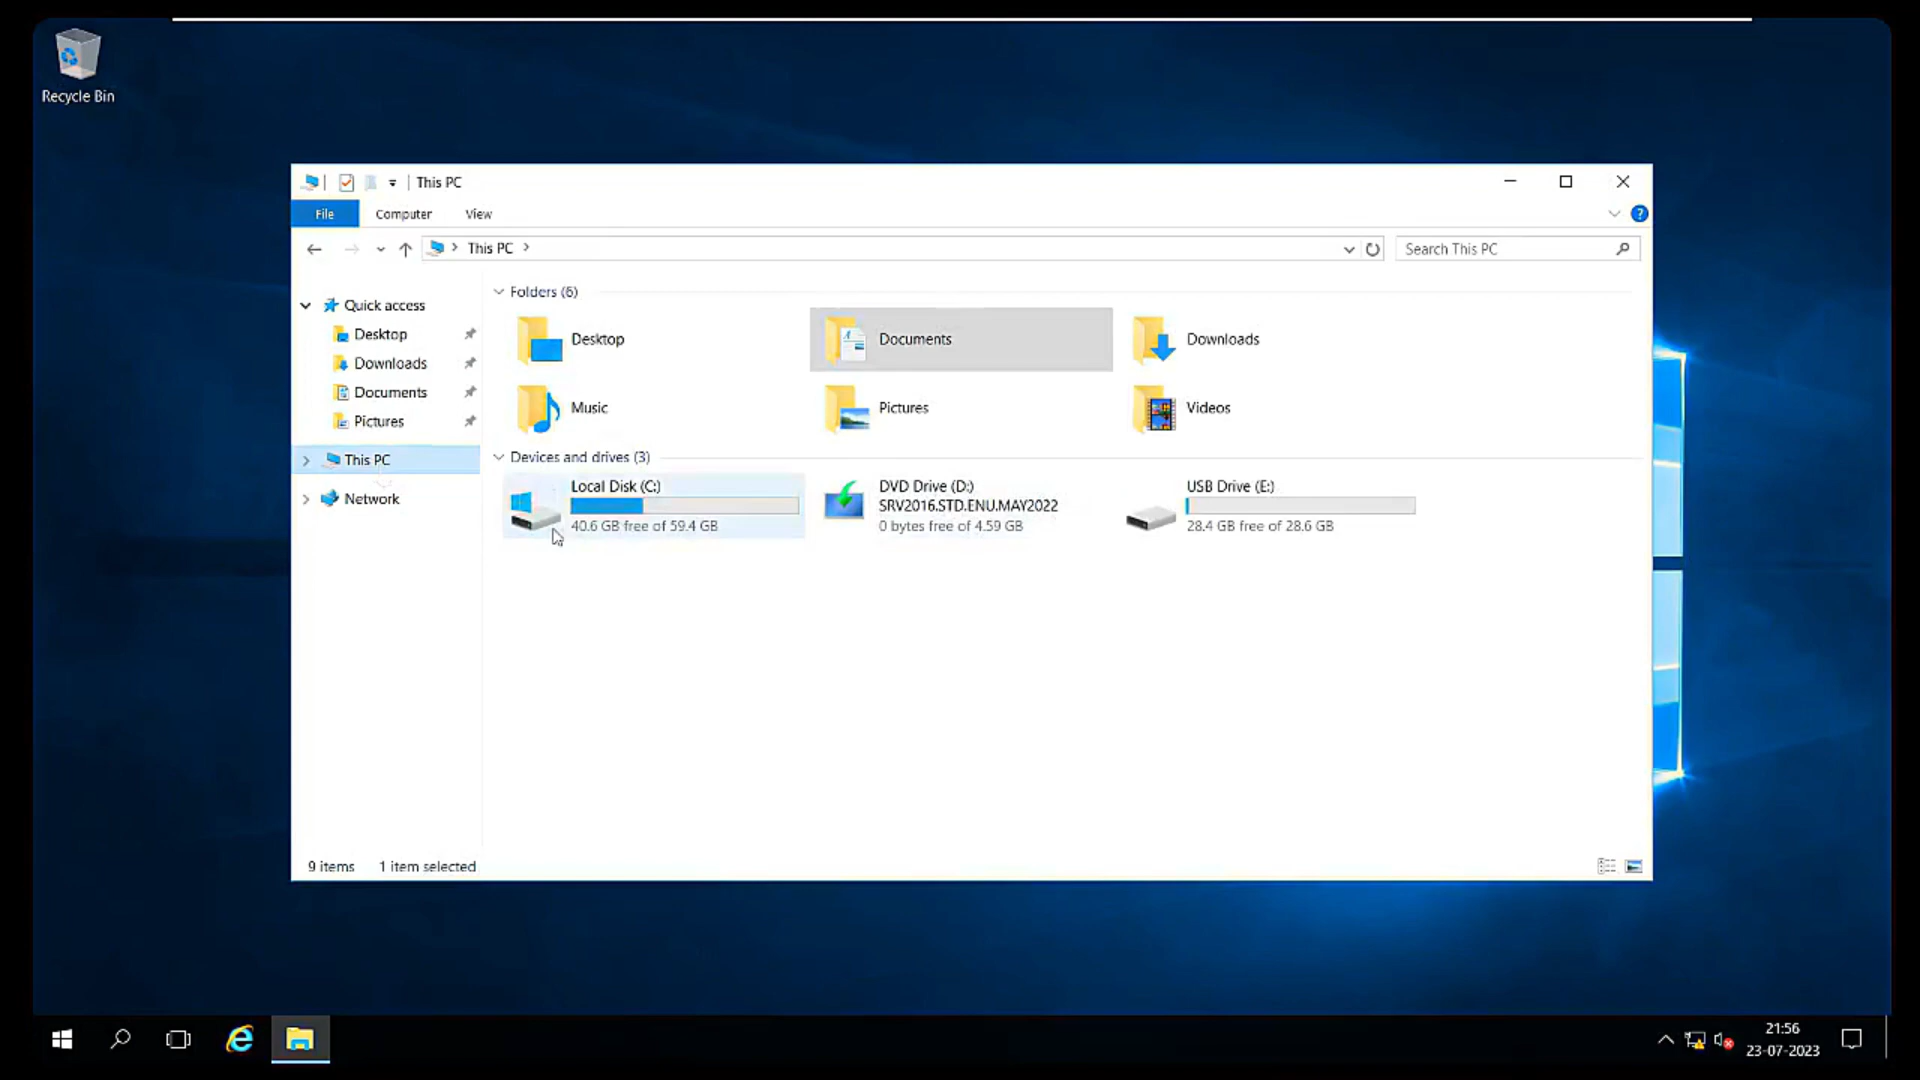 Recycle Bin
This PC
File
Computer
View
This PC
Search This PC
Quick access
Desktop
Downloads
Documents
Pictures
This PC
Network
Folders (6)
Desktop
Documents
Downloads
Music
Pictures
Videos
Devices and drives (3)
Local Disk (C:)
40.6 GB free of 59.4 GB
DVD Drive (D:)
SRV2016.STD.ENU.MAY2022
0 bytes free of 4.59 GB
USB Drive (E:)
28.4 GB free of 28.6 GB
9 items
1 item selected
21:56
23-07-2023